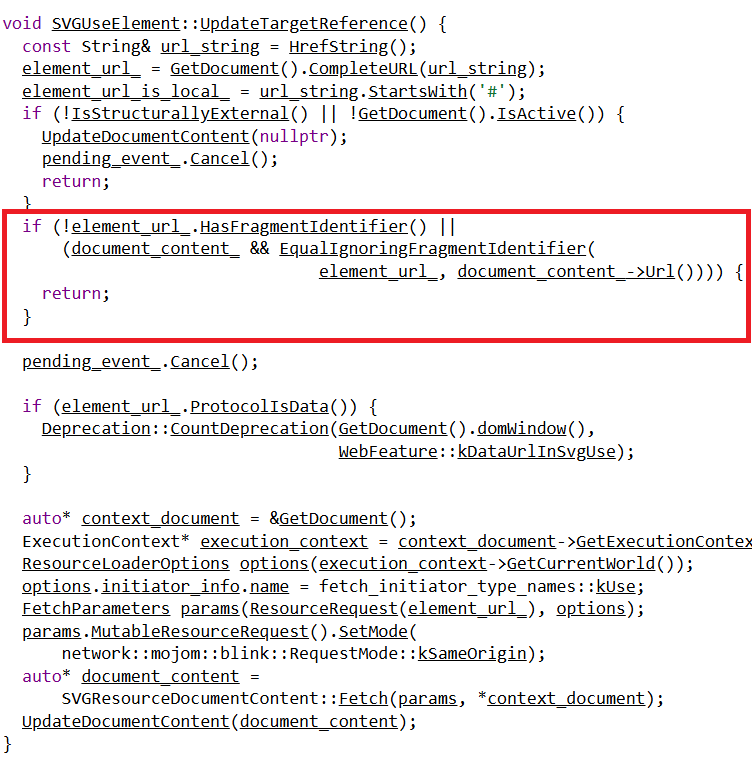 void SVGUseElement::UpdateTargetReference() {
  const String& url_string = HrefString();
  element_url_ = GetDocument().CompleteURL(url_string);
  element_url_is_local_ = url_string.StartsWith('#');
  if (!IsStructurallyExternal() || !GetDocument().IsActive()) {
    UpdateDocumentContent(nullptr);
    pending_event_.Cancel();
    return;
  }
  if (!element_url_.HasFragmentIdentifier() ||
      (document_content_ && EqualIgnoringFragmentIdentifier(
                                element_url_, document_content_->Url()))) {
    return;
  }

  pending_event_.Cancel();

  if (element_url_.ProtocolIsData()) {
    Deprecation::CountDeprecation(GetDocument().domWindow(),
                                  WebFeature::kDataUrlInSvgUse);
  }

  auto* context_document = &GetDocument();
  ExecutionContext* execution_context = context_document->GetExecutionContex
  ResourceLoaderOptions options(execution_context->GetCurrentWorld());
  options.initiator_info.name = fetch_initiator_type_names::kUse;
  FetchParameters params(ResourceRequest(element_url_), options);
  params.MutableResourceRequest().SetMode(
      network::mojom::blink::RequestMode::kSameOrigin);
  auto* document_content =
      SVGResourceDocumentContent::Fetch(params, *context_document);
  UpdateDocumentContent(document_content);
}